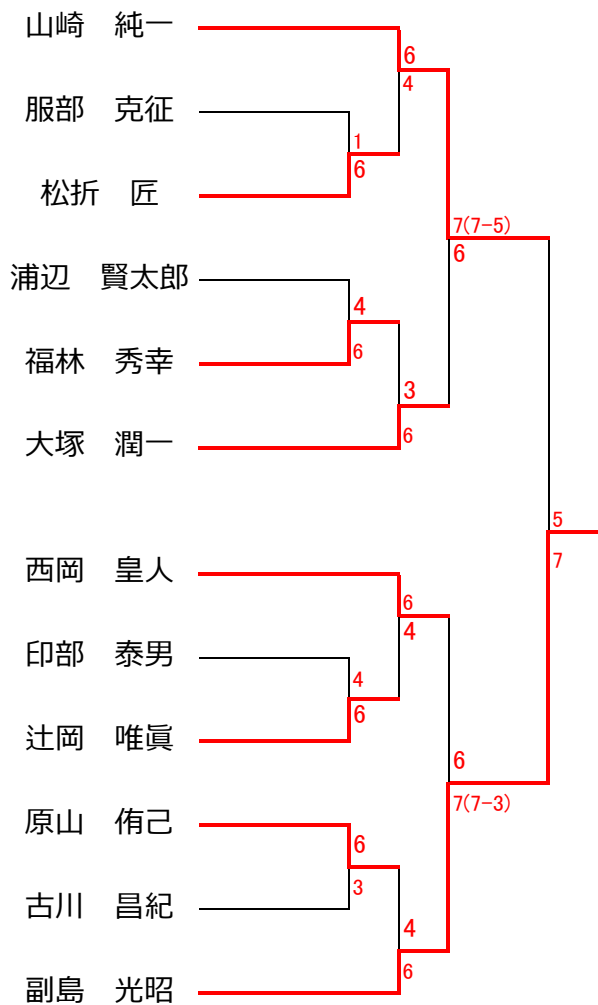 山崎　純一
6
4
服部　克征
1
6
松折　匠
7(7-5)
6
浦辺　賢太郎
4
6
福林　秀幸
3
6
大塚　潤一
5
7
西岡　皇人
6
4
印部　泰男
4
6
辻岡　唯眞
6
7(7-3)
原山　侑己
6
3
古川　昌紀
4
6
副島　光昭